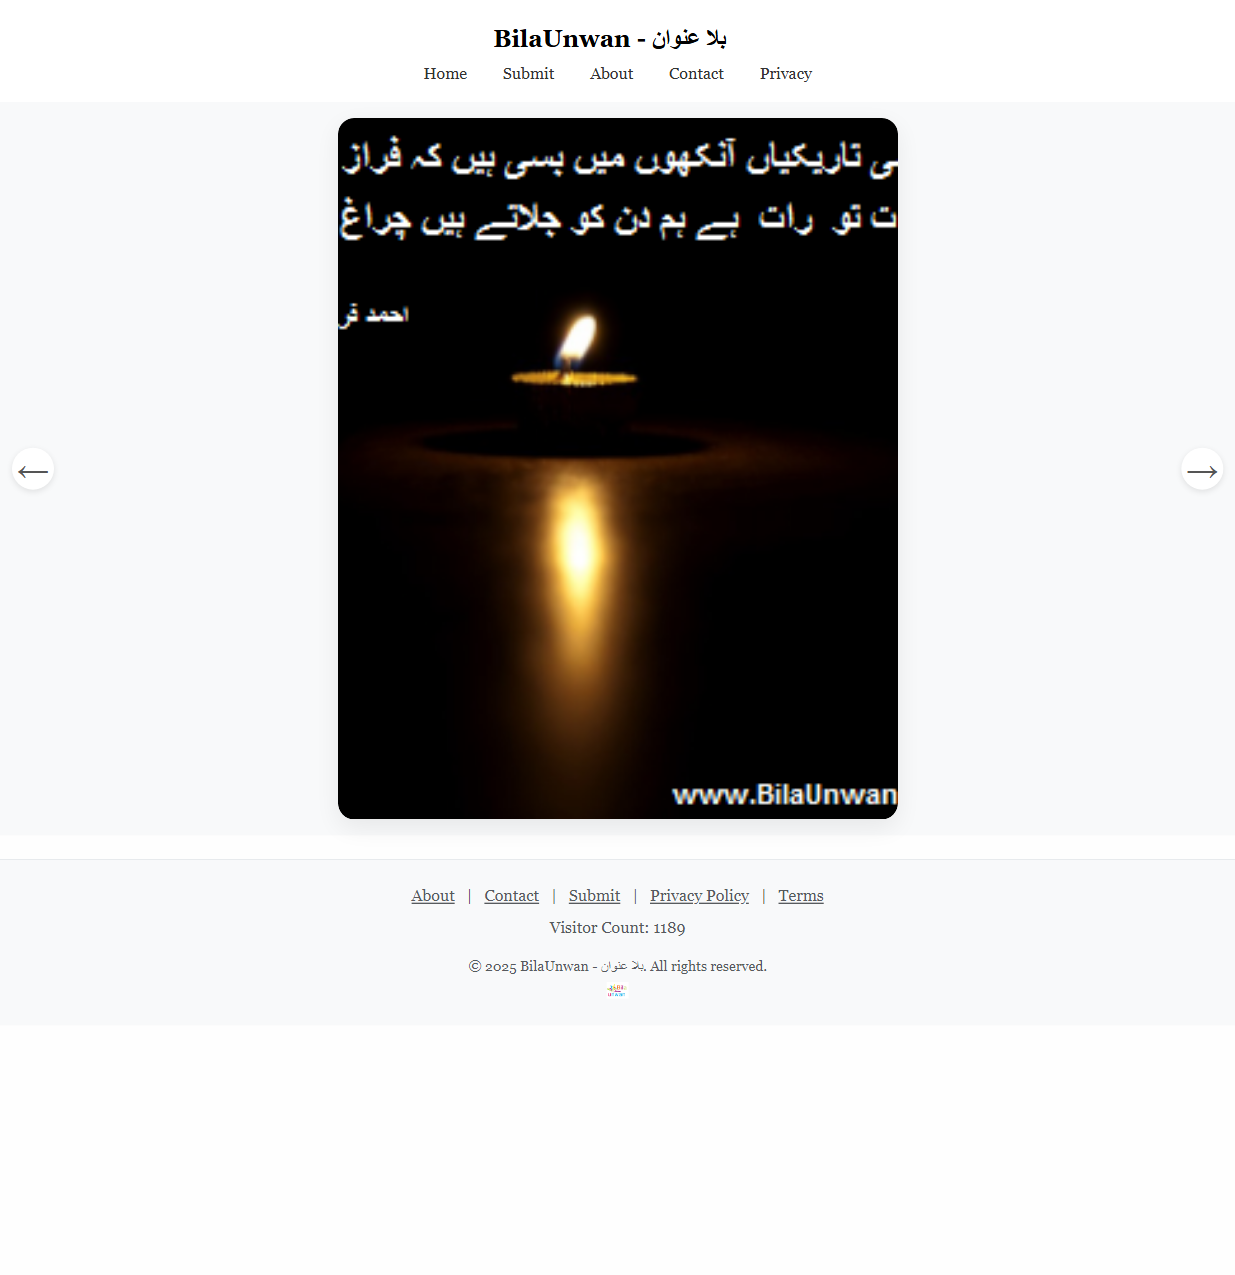 BilaUnwan - بلا عنوان
Home Submit About Contact Privacy
تاریکیاں آنکھوں میں بسی ہیں کہ فراز
تو رات ہے ہم دن کو جلاتے ہیں چراغ
احمد فر
www.BilaUnwan
←
→
About | Contact | Submit | Privacy Policy | Terms
Visitor Count: 1189
© 2025 BilaUnwan - بلا عنوان. All rights reserved.